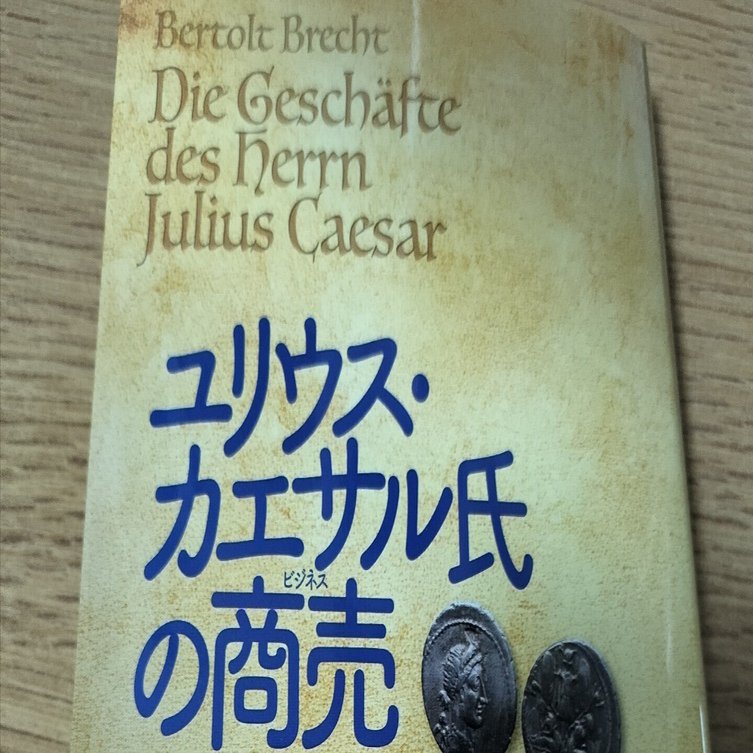 Bertolt Brecht
Die Geschäfte
des Herrn
Julius Caesar
ユリウス・
カエサル氏
ビジネス
の商売